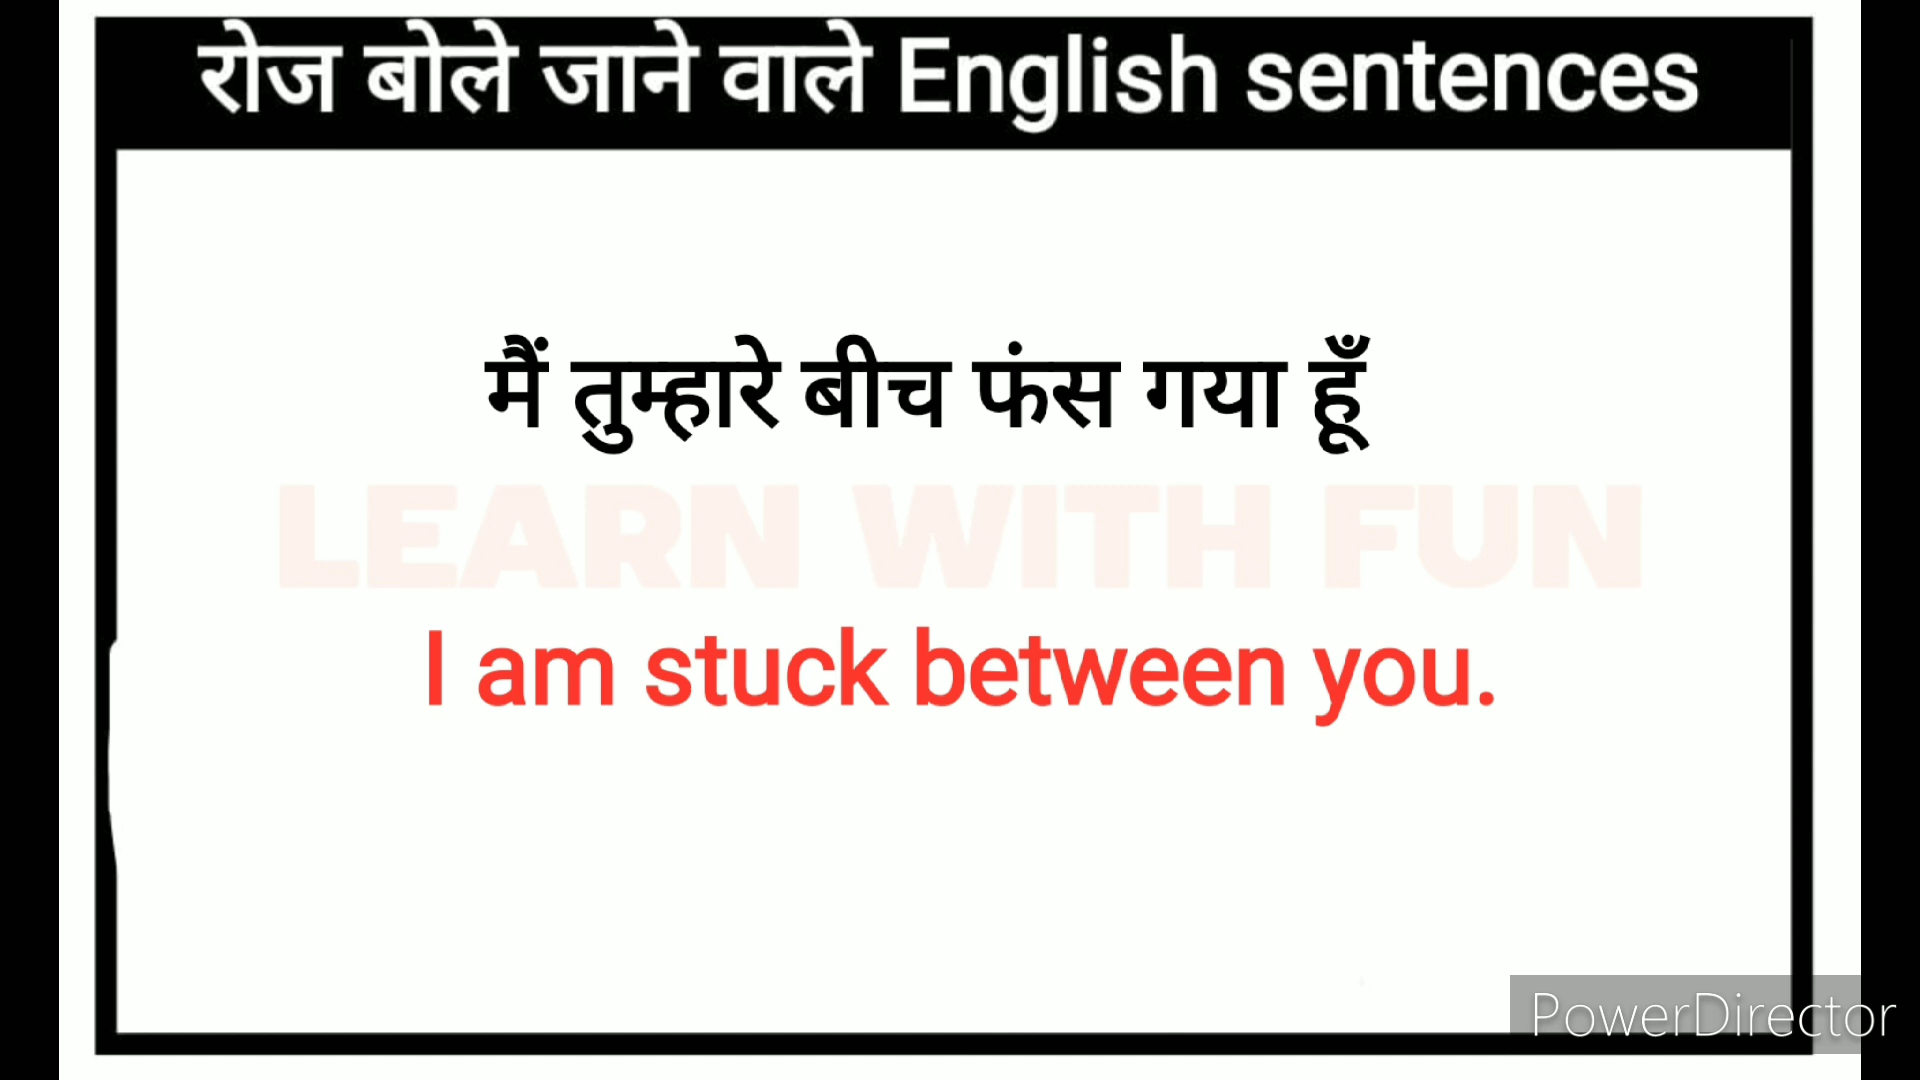 रोज बोले जाने वाले English sentences
मैं तुम्हारे बीच फंस गया हूँ
LEARN WITH FUN
I am stuck between you.
PowerDirector